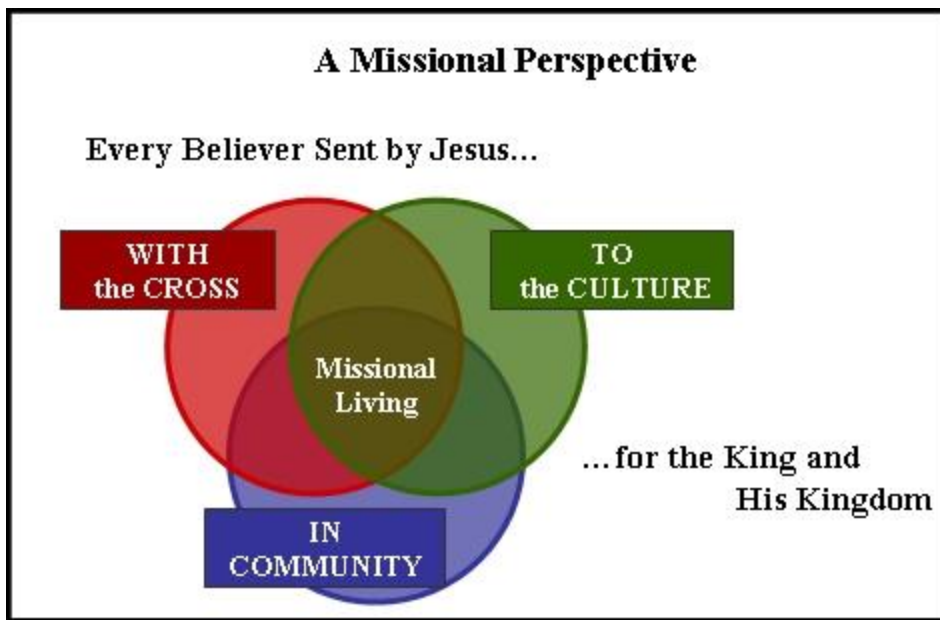 A Missional Perspective
Every Believer Sent by Jesus…
WITH
the CROSS
TO
the CULTURE
Missional
Living
…for the King and
His Kingdom
IN
COMMUNITY